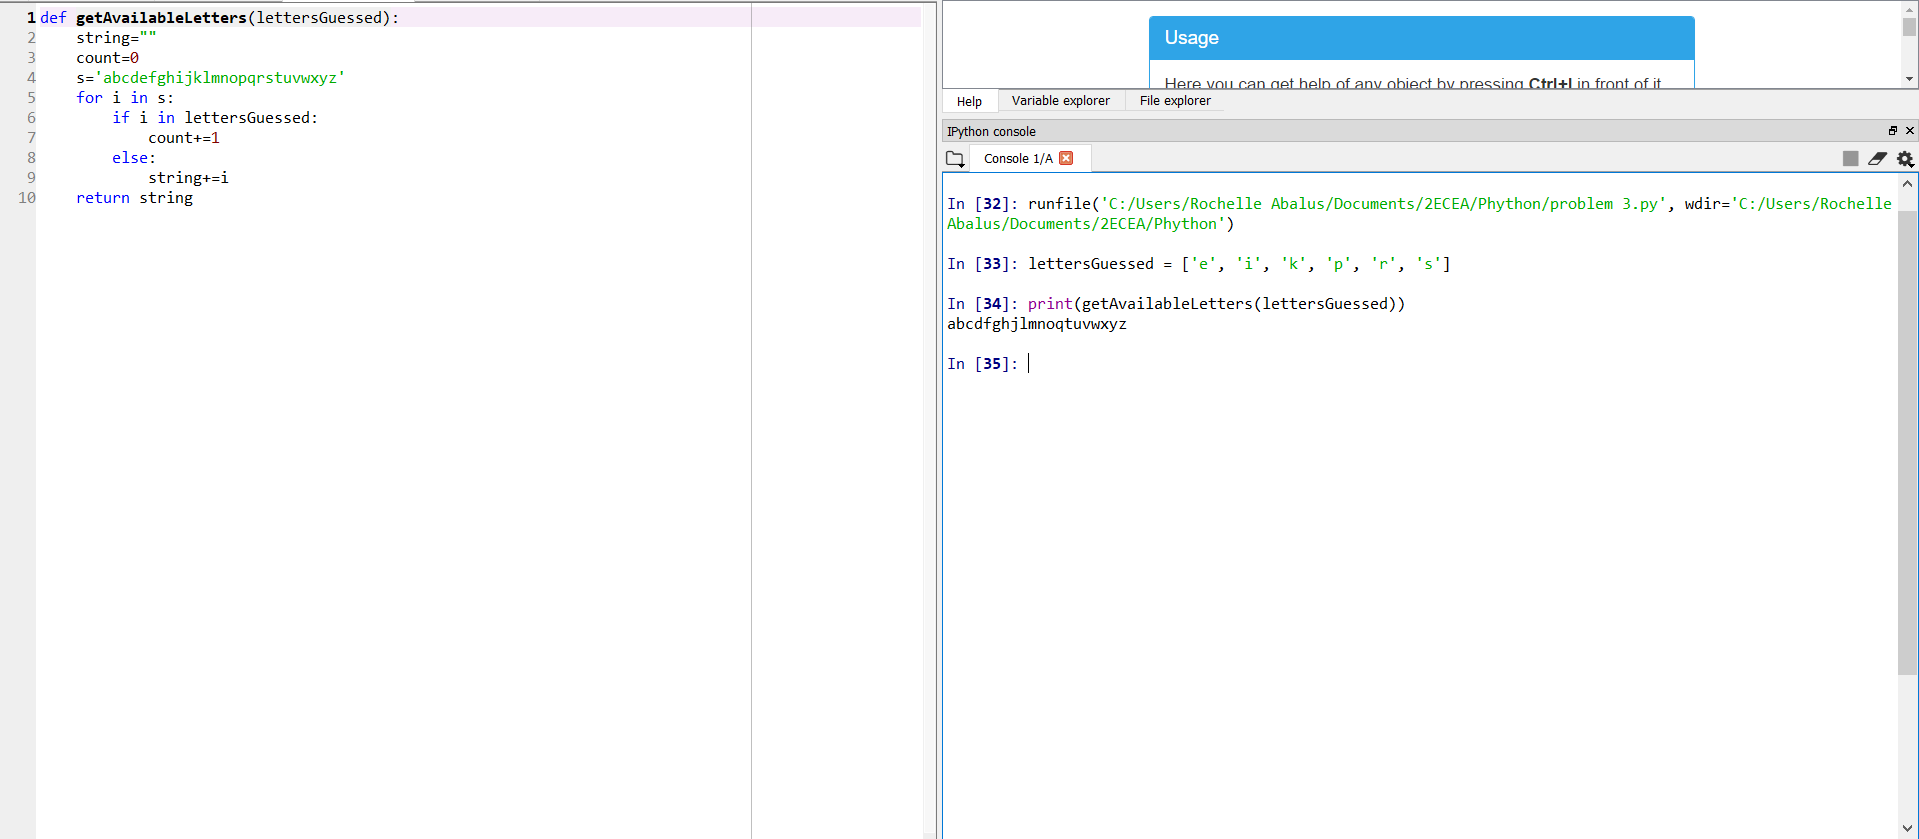 1 def getAvailableLetters(lettersGuessed):
2     string=""
3     count=0
4     s='abcdefghijklmnopqrstuvwxyz'
5     for i in s:
6         if i in lettersGuessed:
7             count+=1
8         else:
9             string+=i
10     return string
Usage
Here you can get help of any object by pressing Ctrl+I in front of it
Help Variable explorer File explorer
IPython console
Console 1/A
In [32]: runfile('C:/Users/Rochelle Abalus/Documents/2ECEA/Phython/problem 3.py', wdir='C:/Users/Rochelle
Abalus/Documents/2ECEA/Phython')
In [33]: lettersGuessed = ['e', 'i', 'k', 'p', 'r', 's']
In [34]: print(getAvailableLetters(lettersGuessed))
abcdfghjlmnoqtuvwxyz
In [35]: